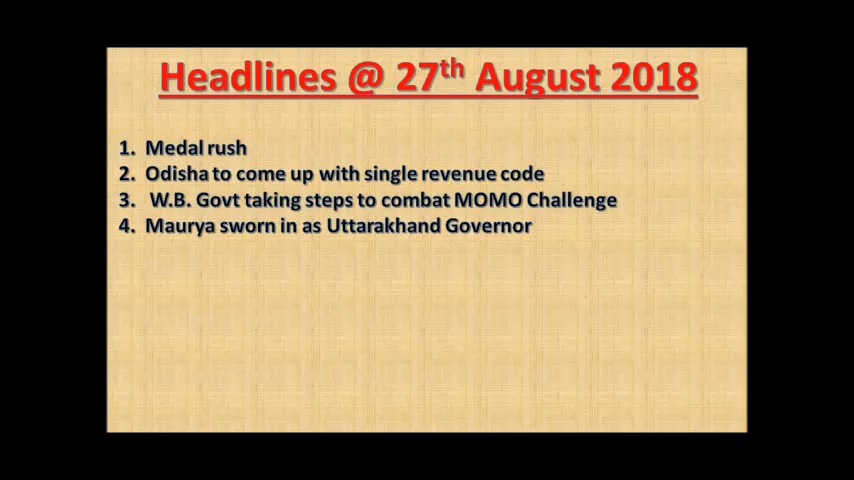 Headlines @ 27th August 2018
1. Medal rush
2. Odisha to come up with single revenue code
3. W.B. Govt taking steps to combat MOMO Challenge
4. Maurya sworn in as Uttarakhand Governor